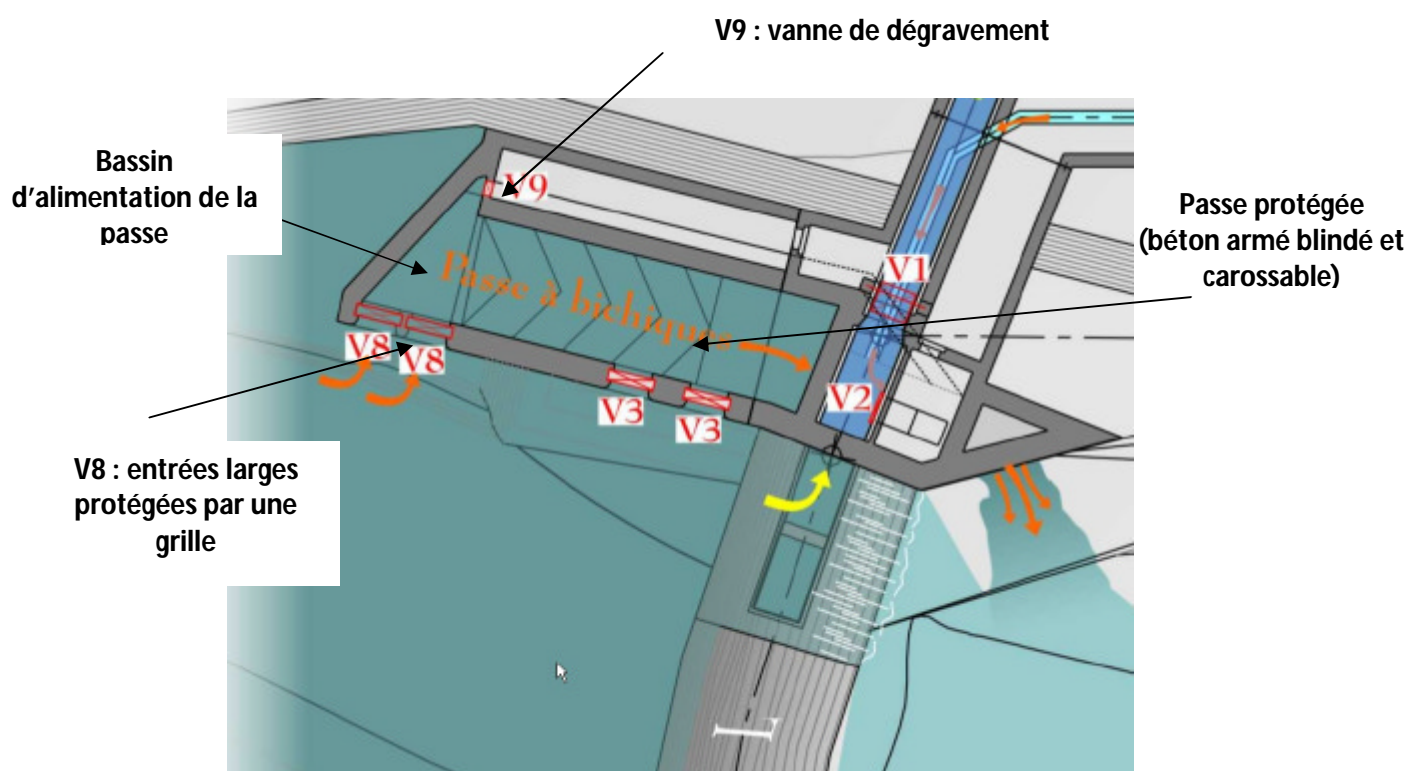 V9 : vanne de dégravement
Bassin
d'alimentation de la
passe
V9
Passe protégée
(béton armé blindé et
carossable)
Passe à bichiques
V1
V8
V8
V3
V3
V2
V8 : entrées larges
protégées par une
grille